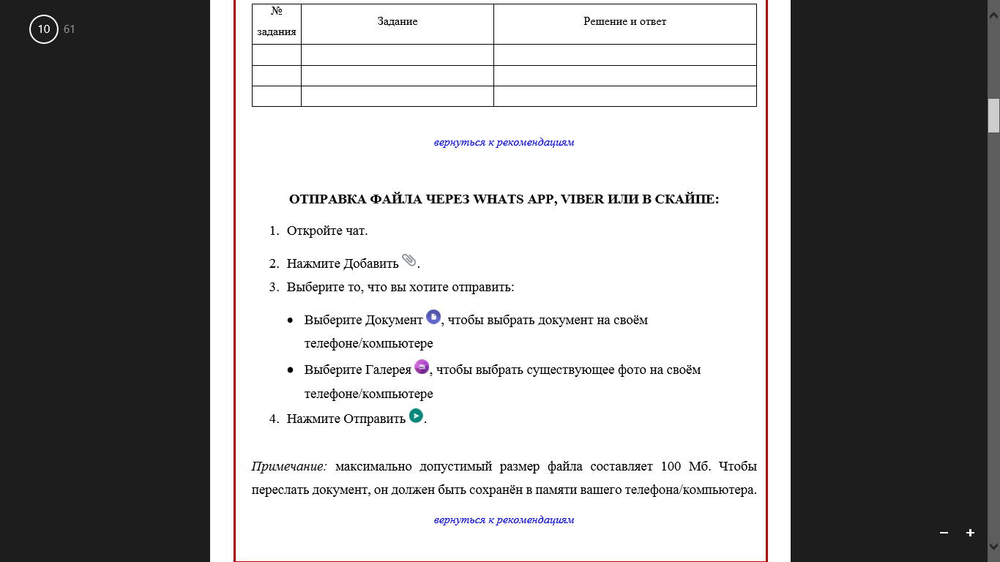 10 61
№
задания
Задание
Решение и ответ
вернуться к рекомендациям
ОТПРАВКА ФАЙЛА ЧЕРЕЗ WHATS APP, VIBER ИЛИ В СКАЙПЕ:
1. Откройте чат.
2. Нажмите Добавить .
3. Выберите то, что вы хотите отправить:
• Выберите Документ , чтобы выбрать документ на своём
телефоне/компьютере
• Выберите Галерея , чтобы выбрать существующее фото на своём
телефоне/компьютере
4. Нажмите Отправить .
Примечание: максимально допустимый размер файла составляет 100 Мб. Чтобы
переслать документ, он должен быть сохранён в памяти вашего телефона/компьютера.
вернуться к рекомендациям